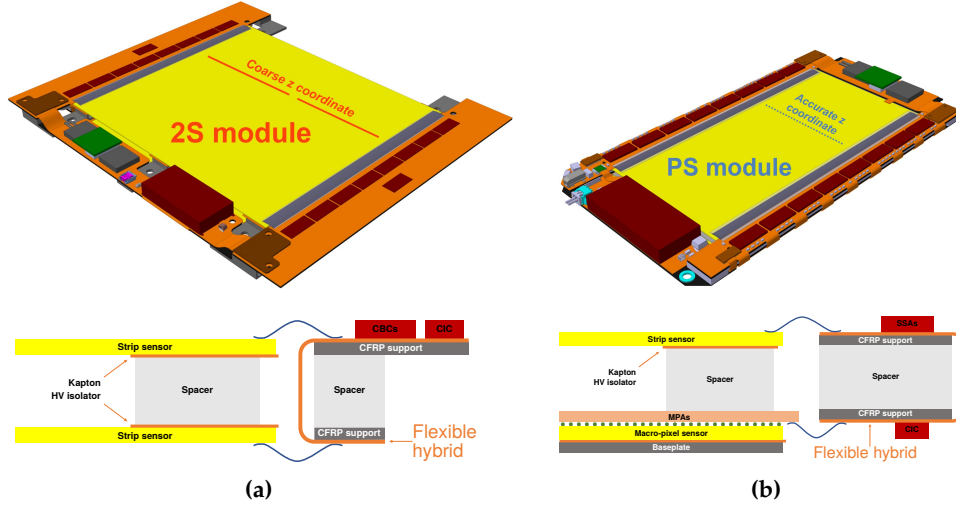 Coarse z coordinate
2S module
Accurate z
coordinate
PS module
CBCs
CIC
Strip sensor
CFRP support
Kapton
HV isolator
Spacer
Spacer
Strip sensor
CFRP support
Flexible
hybrid
(a)
SSAs
Strip sensor
CFRP support
Kapton
HV isolator
Spacer
Spacer
MPAs
CFRP support
Macro-pixel sensor
CIC
Baseplate
Flexible hybrid
(b)